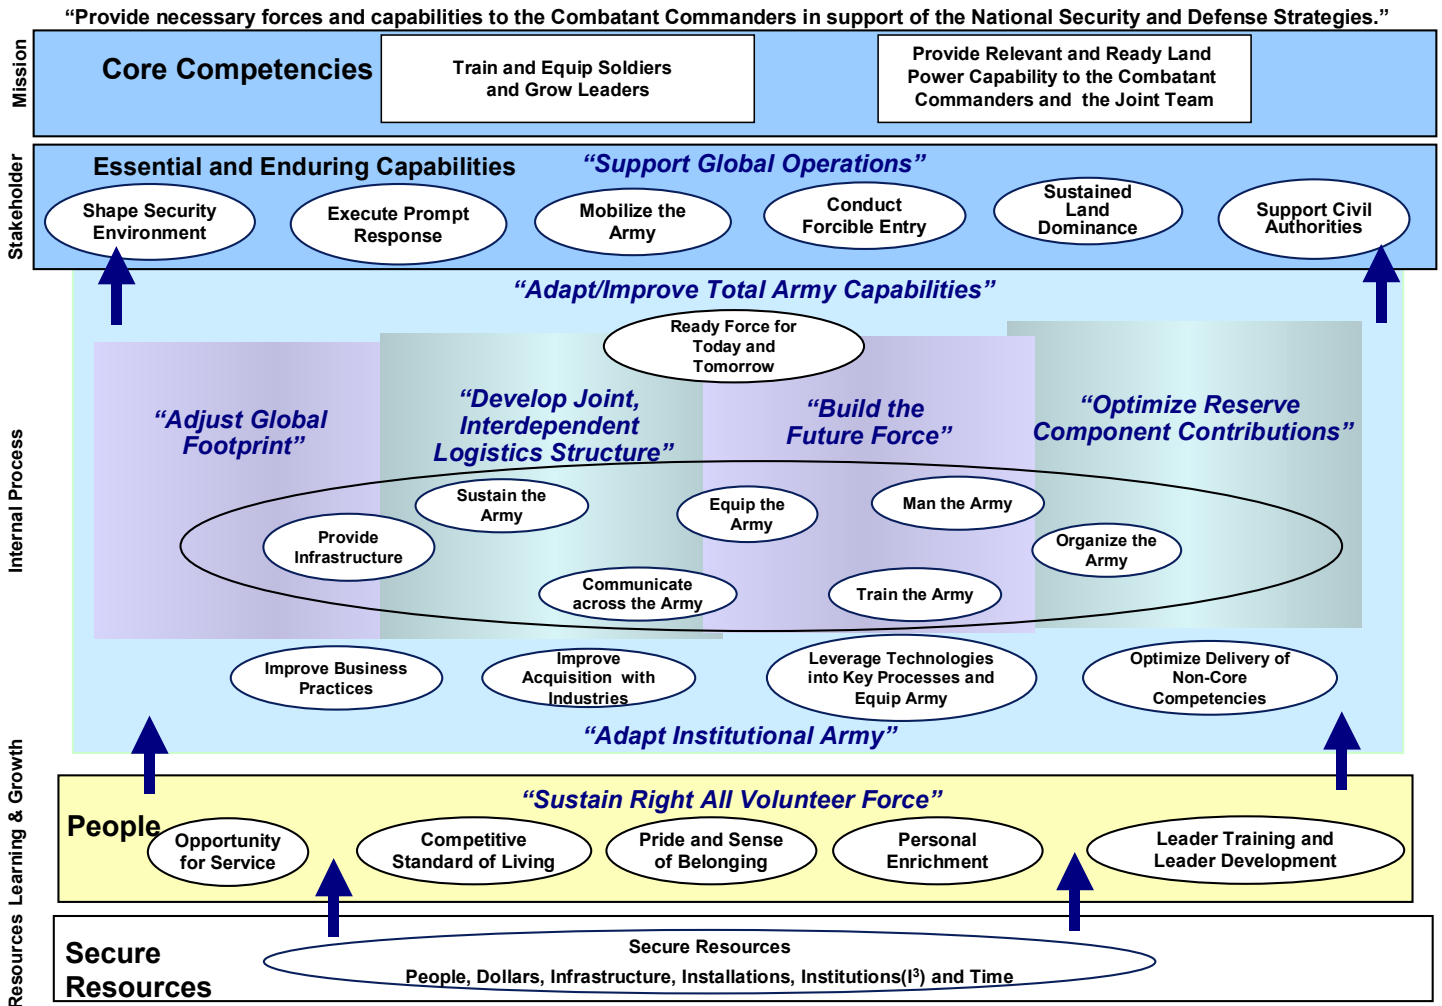 “Provide necessary forces and capabilities to the Combatant Commanders in support of the National Security and Defense Strategies.”
Mission
Core Competencies
Train and Equip Soldiers
and Grow Leaders
Provide Relevant and Ready Land
Power Capability to the Combatant
Commanders and the Joint Team
Stakeholder
Essential and Enduring Capabilities
“Support Global Operations”
Shape Security
Environment
Execute Prompt
Response
Mobilize the
Army
Conduct
Forcible Entry
Sustained
Land
Dominance
Support Civil
Authorities
Internal Process
“Adapt/Improve Total Army Capabilities”
Ready Force for
Today and
Tomorrow
“Adjust Global
Footprint”
“Develop Joint,
Interdependent
Logistics Structure”
“Build the
Future Force”
“Optimize Reserve
Component Contributions”
Provide
Infrastructure
Sustain the
Army
Equip the
Army
Man the Army
Organize the
Army
Communicate
across the Army
Train the Army
Improve Business
Practices
Improve
Acquisition with
Industries
Leverage Technologies
into Key Processes and
Equip Army
Optimize Delivery of
Non-Core
Competencies
“Adapt Institutional Army”
Learning & Growth
“Sustain Right All Volunteer Force”
People
Opportunity
for Service
Competitive
Standard of Living
Pride and Sense
of Belonging
Personal
Enrichment
Leader Training and
Leader Development
Resources
Secure
Resources
Secure Resources
People, Dollars, Infrastructure, Installations, Institutions(I³) and Time